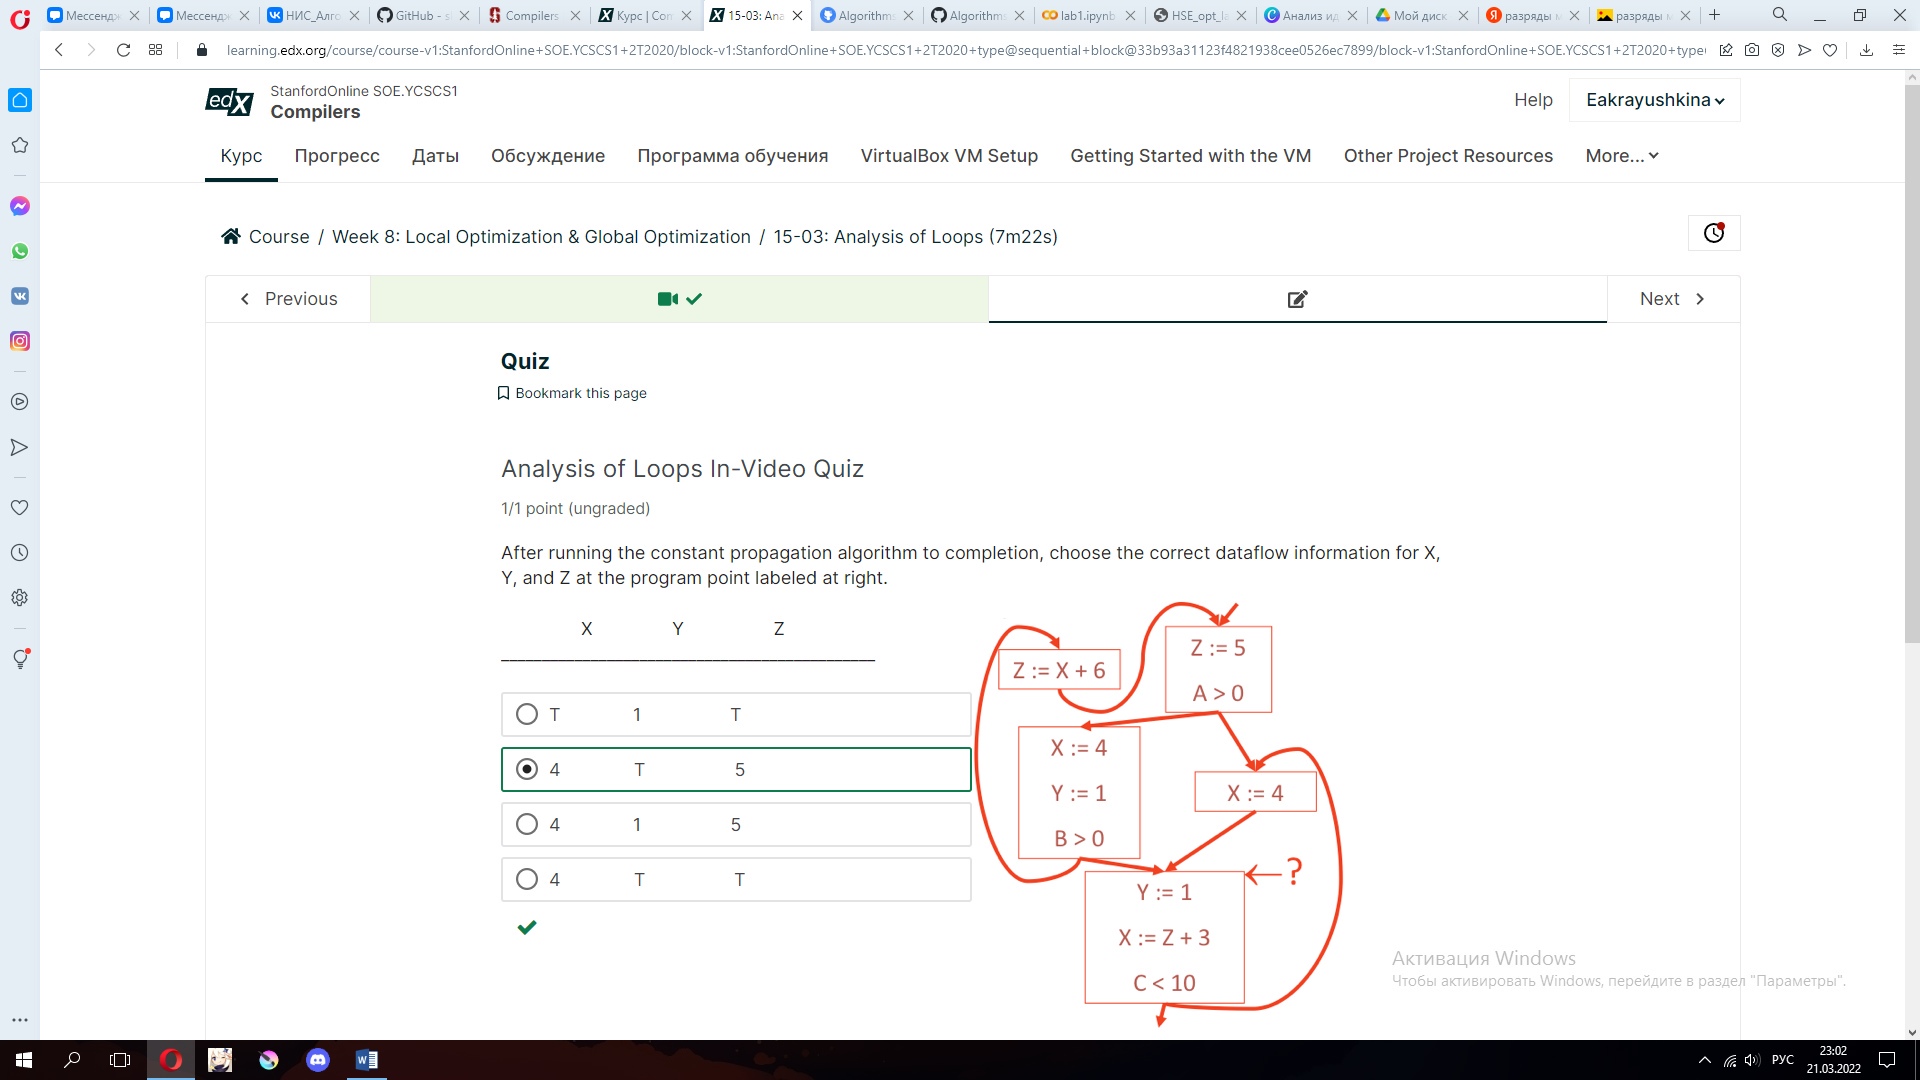 Мессендж
Мессендж
НИС_Алго
GitHub - s
Compilers
Курс | Con
15-03: Ana
Algorithms
Algorithms
lab1.ipynb
HSE_opt_la
Анализ ид
Мой диск
разряды м
разряды м
learning.edx.org/course/course-v1:StanfordOnline+SOE.YCSCS1+2T2020/block-v1:StanfordOnline+SOE.YCSCS1+2T2020+type@sequential+block@33b93a31123f4821938cee0526ec7899/block-v1:StanfordOnline+SOE.YCSCS1+2T2020+type
edX
StanfordOnline SOE.YCSCS1
Compilers
Help
Eakrayushkina
Курс Прогресс Даты Обсуждение Программа обучения VirtualBox VM Setup Getting Started with the VM Other Project Resources More...
Course / Week 8: Local Optimization & Global Optimization / 15-03: Analysis of Loops (7m22s)
Previous
Next
Quiz
Bookmark this page
Analysis of Loops In-Video Quiz
1/1 point (ungraded)
After running the constant propagation algorithm to completion, choose the correct dataflow information for X,
Y, and Z at the program point labeled at right.
X Y Z
T 1 T
4 T 5
4 1 5
4 T T
Z := X + 6
Z := 5
A > 0
X := 4
Y := 1
B > 0
X := 4
?
Y := 1
X := Z + 3
C < 10
Активация Windows
Чтобы активировать Windows, перейдите в раздел "Параметры".
РУС
23:02
21.03.2022